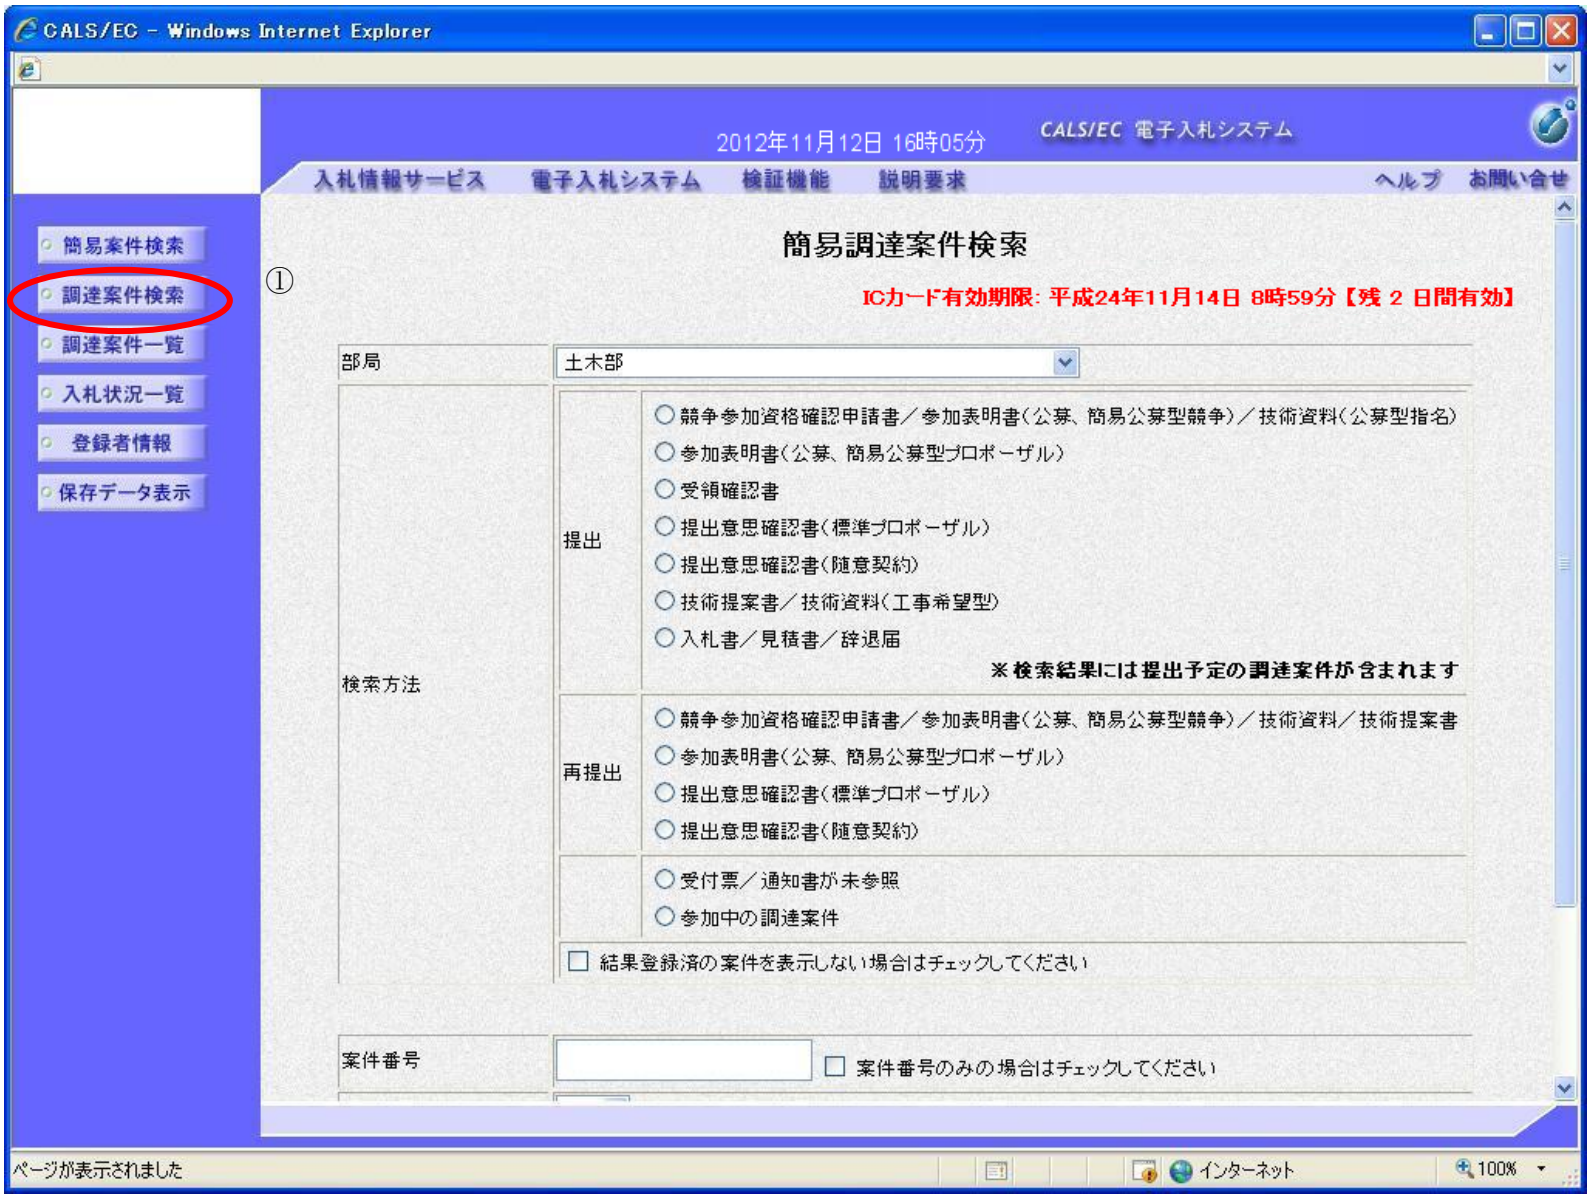 CALS/EC - Windows Internet Explorer
2012年11月12日 16時05分
CALS/EC 電子入札システム
入札情報サービス 電子入札システム 検証機能 説明要求 ヘルプ お問い合せ
簡易案件検索
調達案件検索
①
調達案件一覧
入札状況一覧
登録者情報
保存データ表示
簡易調達案件検索
ICカード有効期限: 平成24年11月14日 8時59分【残 2 日間有効】
部局 土木部
検索方法
提出
競争参加資格確認申請書／参加表明書(公募、簡易公募型競争)／技術資料(公募型指名)
参加表明書(公募、簡易公募型プロポーザル)
受領確認書
提出意思確認書(標準プロポーザル)
提出意思確認書(随意契約)
技術提案書／技術資料(工事希望型)
入札書／見積書／辞退届
※検索結果には提出予定の調達案件が含まれます
再提出
競争参加資格確認申請書／参加表明書(公募、簡易公募型競争)／技術資料／技術提案書
参加表明書(公募、簡易公募型プロポーザル)
提出意思確認書(標準プロポーザル)
提出意思確認書(随意契約)
受付票／通知書が未参照
参加中の調達案件
結果登録済の案件を表示しない場合はチェックしてください
案件番号 案件番号のみの場合はチェックしてください
ページが表示されました インターネット 100%